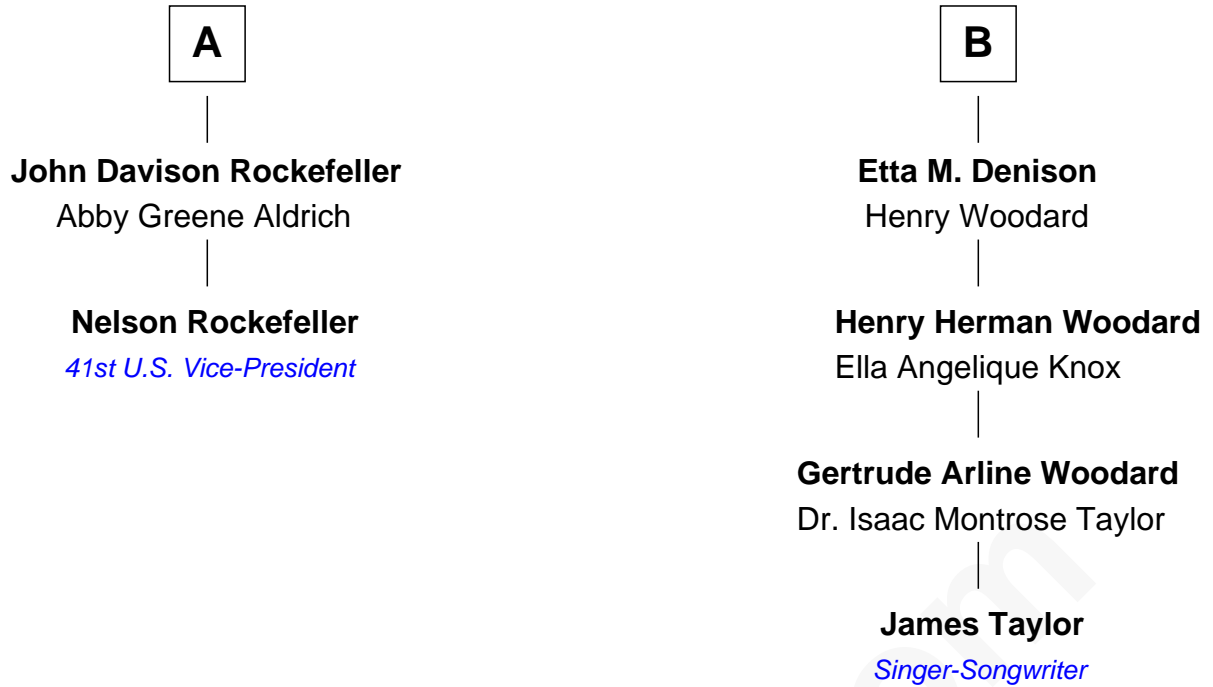 A
John Davison Rockefeller
Abby Greene Aldrich
Nelson Rockefeller
41st U.S. Vice-President
B
Etta M. Denison
Henry Woodard
Henry Herman Woodard
Ella Angelique Knox
Gertrude Arline Woodard
Dr. Isaac Montrose Taylor
James Taylor
Singer-Songwriter